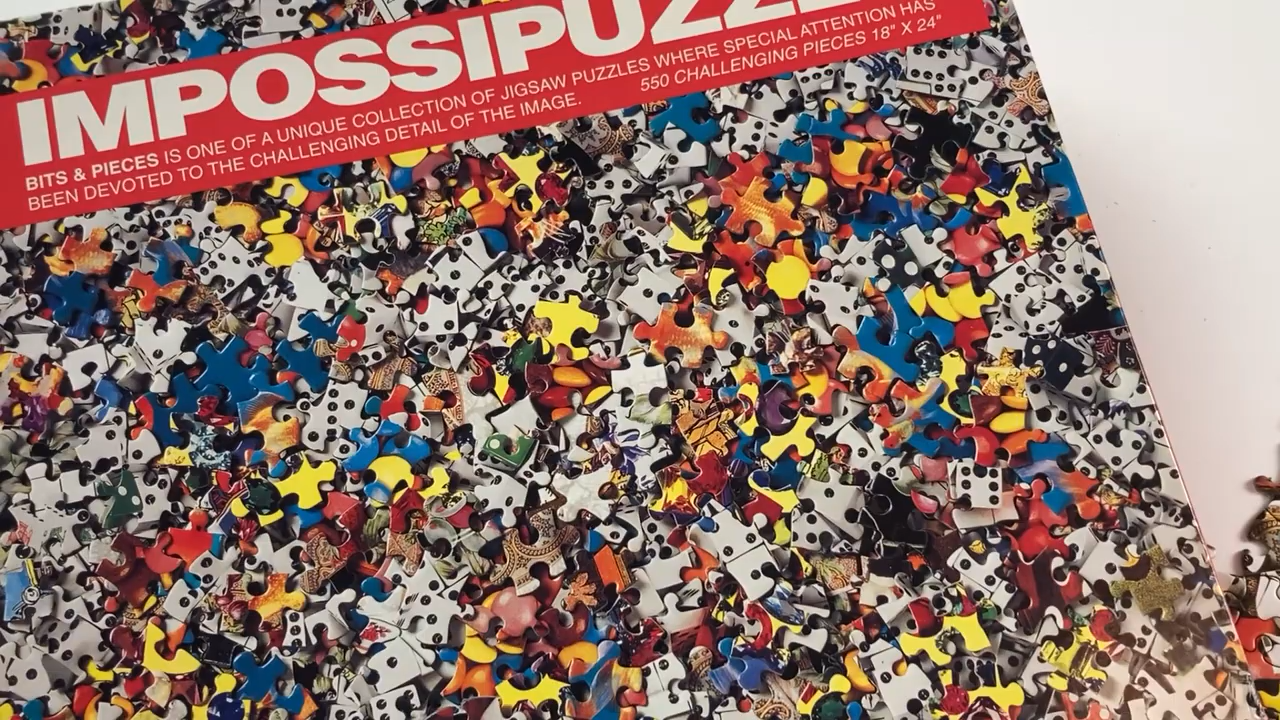 IMPOSSIPUZZ
BITS & PIECES IS ONE OF A UNIQUE COLLECTION OF JIGSAW PUZZLES WHERE SPECIAL ATTENTION HAS
BEEN DEVOTED TO THE CHALLENGING DETAIL OF THE IMAGE. 550 CHALLENGING PIECES 18" X 24"